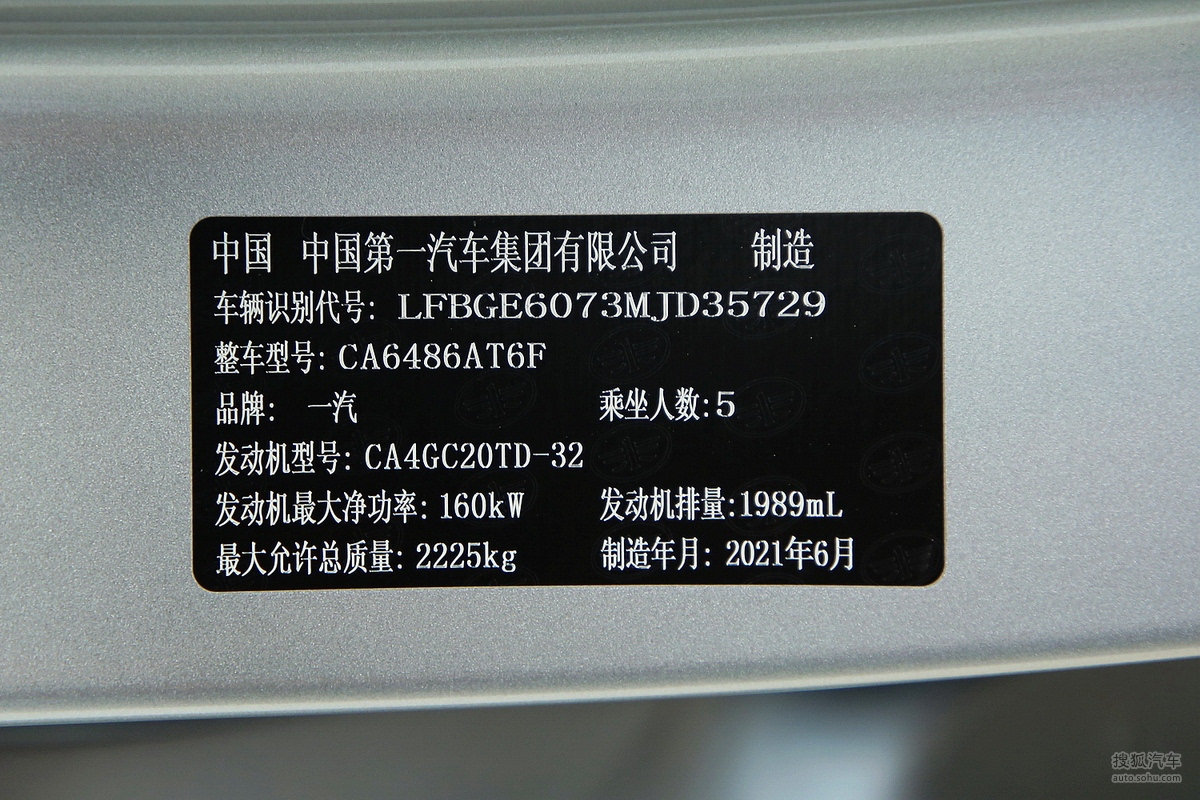 中国 中国第一汽车集团有限公司 制造
车辆识别代号: LFBGE6073MJD35729
整车型号: CA6486AT6F
品牌: 一汽 乘坐人数:5
发动机型号: CA4GC20TD-32
发动机最大净功率: 160kW 发动机排量:1989mL
最大允许总质量: 2225kg 制造年月: 2021年6月
搜狐汽车
auto.sohu.com